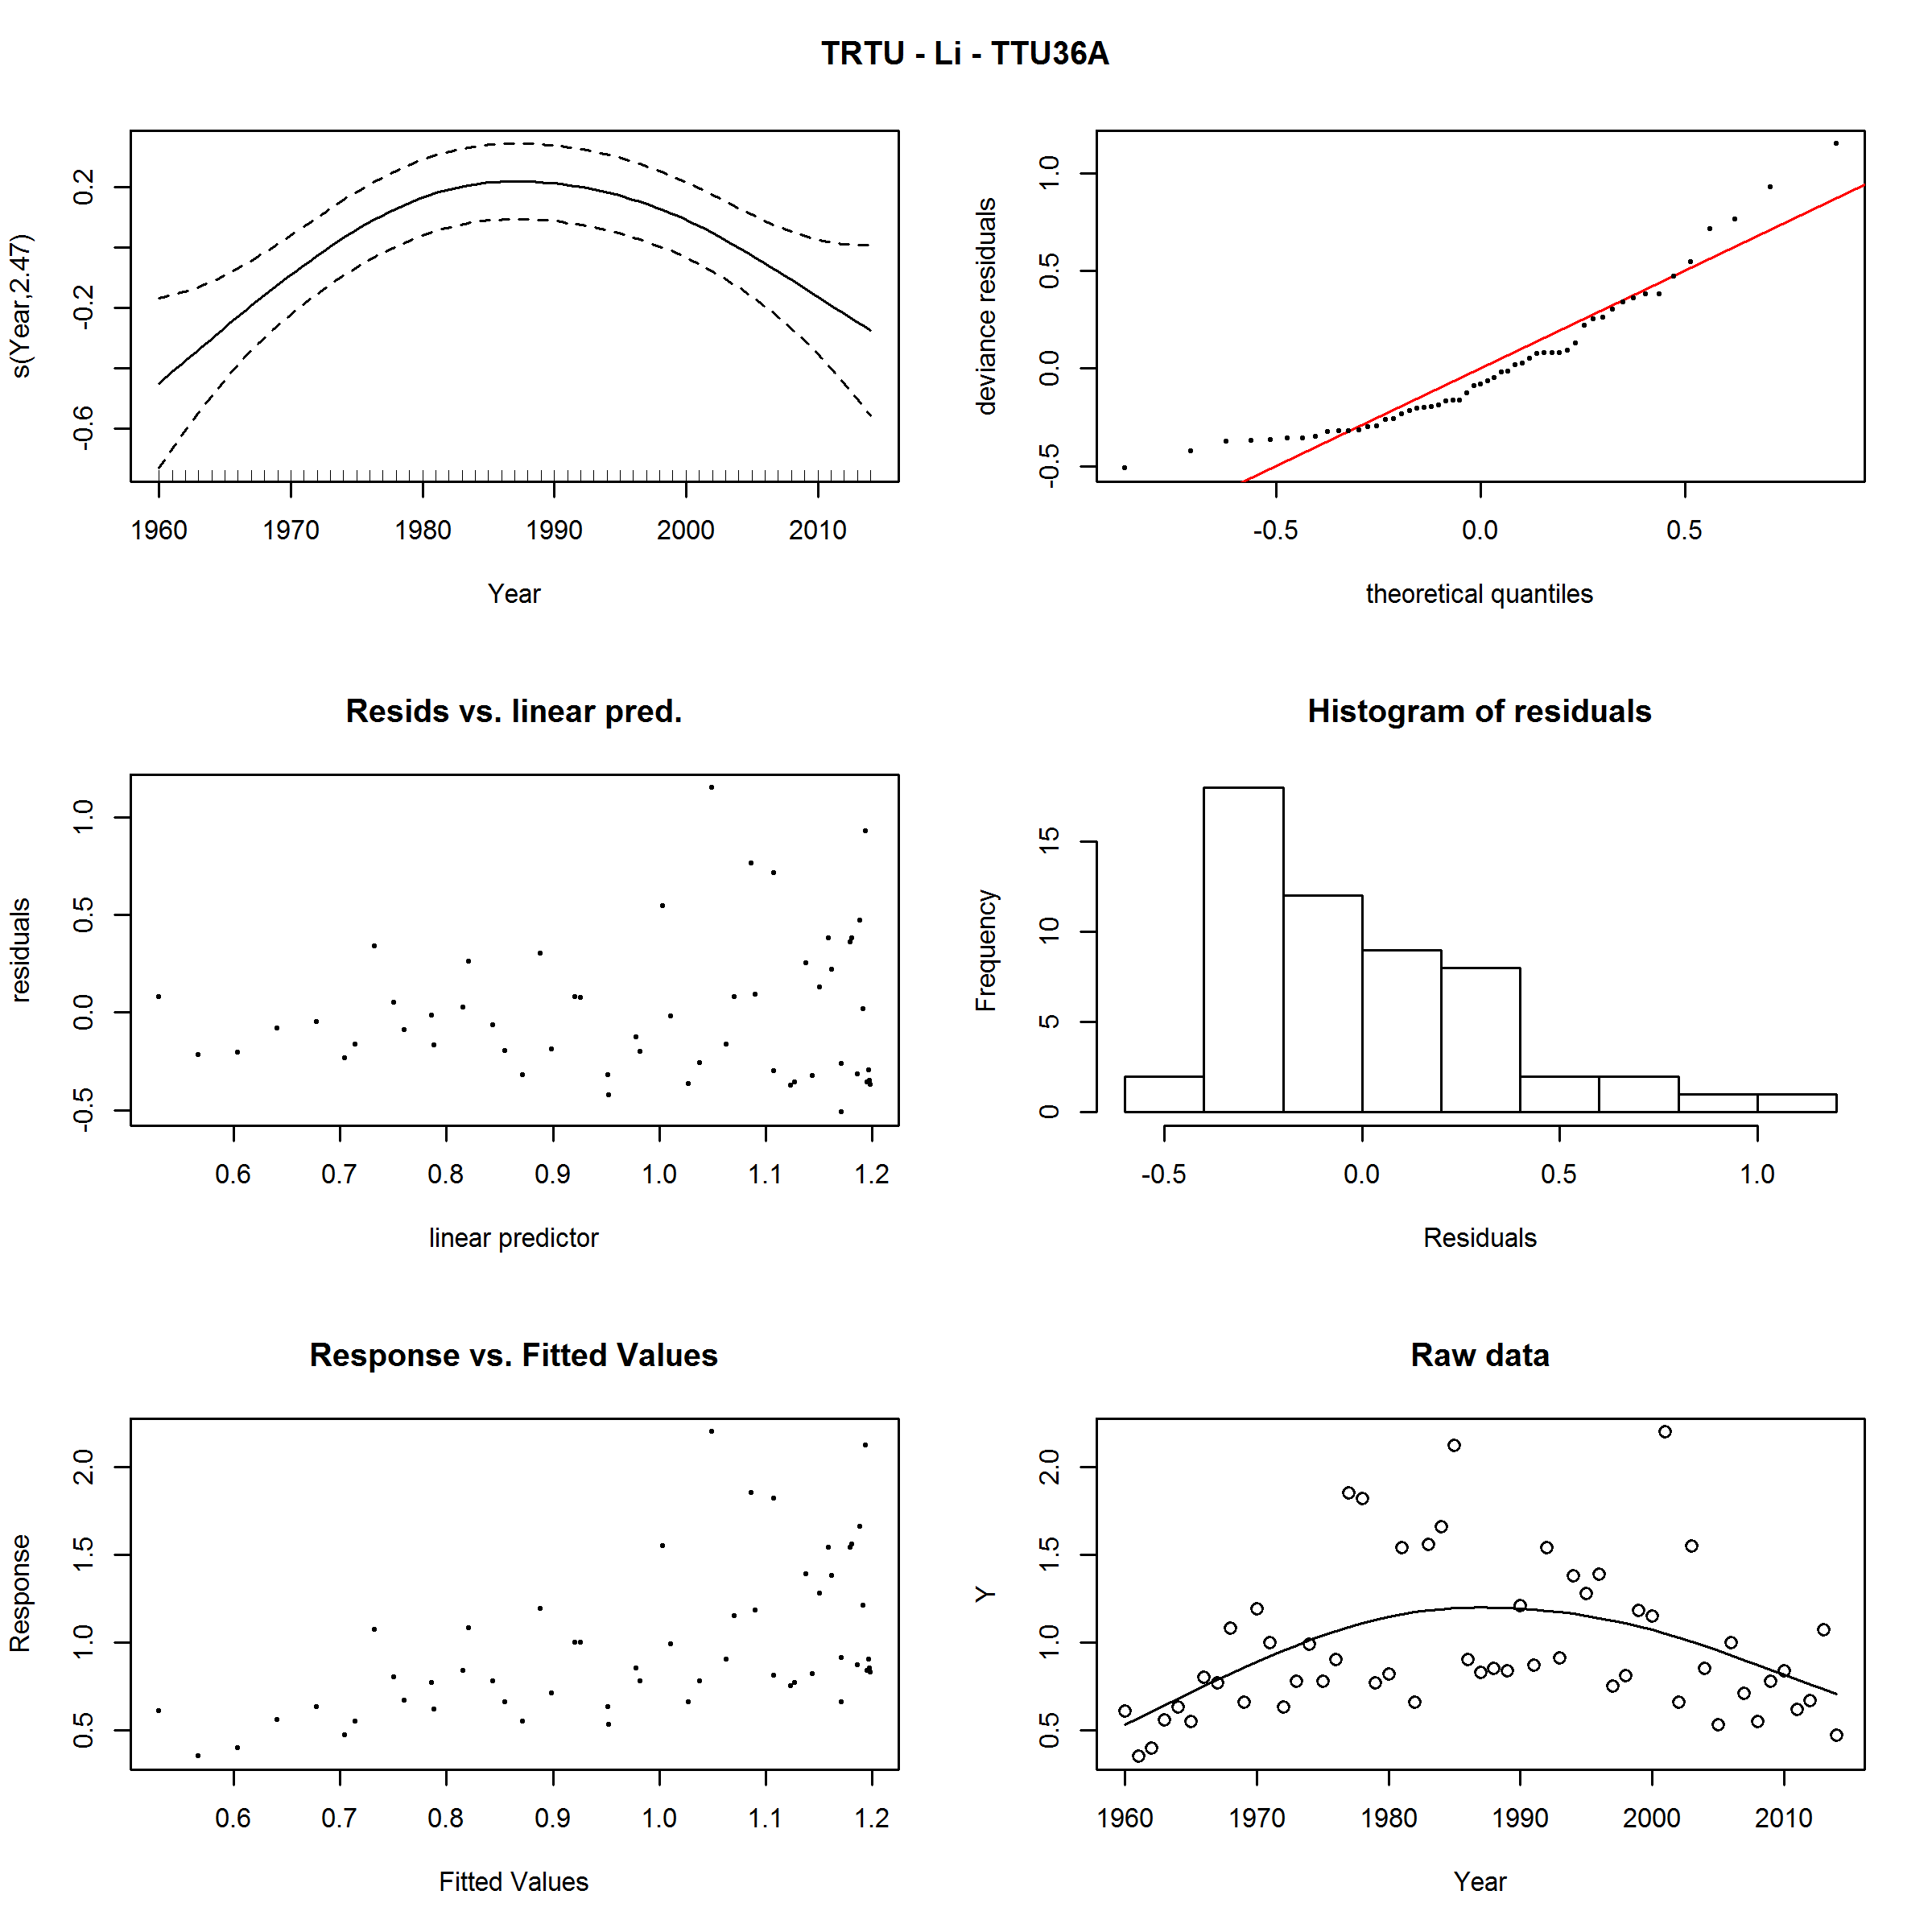 TRTU - Li - TTU36A
s(Year,2.47)
-0.6
-0.2
0.2
1960 1970 1980 1990 2000 2010
Year
deviance residuals
-0.5 0.0 0.5 1.0
-0.5 0.0 0.5
theoretical quantiles
Resids vs. linear pred.
residuals
-0.5 0.0 0.5 1.0
0.6 0.7 0.8 0.9 1.0 1.1 1.2
linear predictor
Histogram of residuals
Frequency
0 5 10 15
-0.5 0.0 0.5 1.0
Residuals
Response vs. Fitted Values
Response
0.5 1.0 1.5 2.0
0.6 0.7 0.8 0.9 1.0 1.1 1.2
Fitted Values
Raw data
Y
0.5 1.0 1.5 2.0
1960 1970 1980 1990 2000 2010
Year